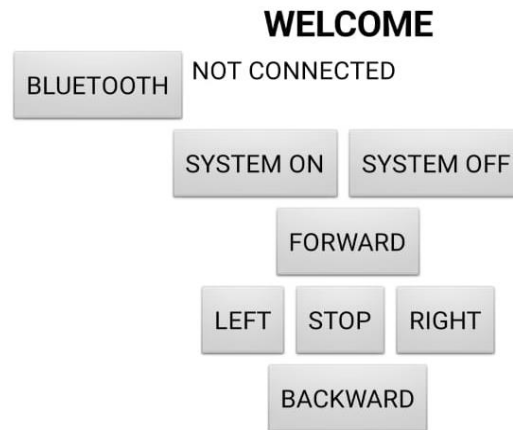 WELCOME
BLUETOOTH NOT CONNECTED
SYSTEM ON SYSTEM OFF
FORWARD
LEFT STOP RIGHT
BACKWARD